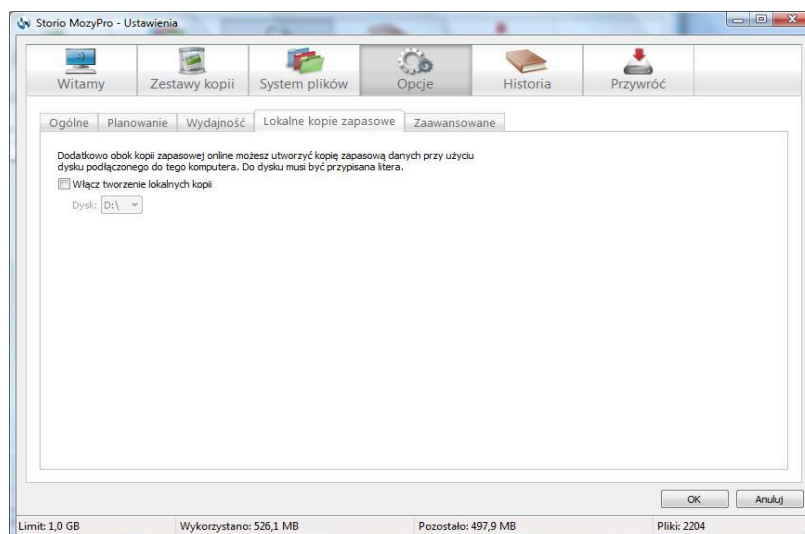 Storio MozyPro - Ustawienia
Witamy
Zestawy kopii
System plików
Opcje
Historia
Przywróć
Ogólne
Planowanie
Wydajność
Lokalne kopie zapasowe
Zaawansowane
Dodatkowo obok kopii zapasowej online możesz utworzyć kopię zapasową danych przy użyciu
dysku podłączonego do tego komputera. Do dysku musi być przypisana litera.
Włącz tworzenie lokalnych kopii
Dysk: D:\
OK
Anuluj
Limit: 1,0 GB
Wykorzystano: 526,1 MB
Pozostało: 497,9 MB
Pliki: 2204